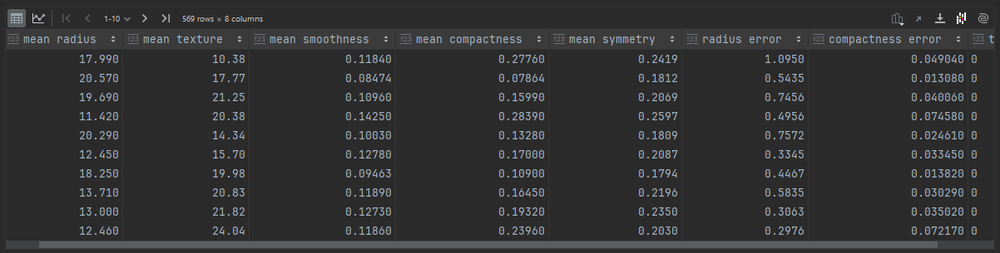 1-10 569 rows × 8 columns
123 mean radius 123 mean texture 123 mean smoothness 123 mean compactness 123 mean symmetry 123 radius error 123 compactness error 123 t
17.990 10.38 0.11840 0.27760 0.2419 1.0950 0.049040 0
20.570 17.77 0.08474 0.07864 0.1812 0.5435 0.013080 0
19.690 21.25 0.10960 0.15990 0.2069 0.7456 0.040060 0
11.420 20.38 0.14250 0.28390 0.2597 0.4956 0.074580 0
20.290 14.34 0.10030 0.13280 0.1809 0.7572 0.024610 0
12.450 15.70 0.12780 0.17000 0.2087 0.3345 0.033450 0
18.250 19.98 0.09463 0.10900 0.1794 0.4467 0.013820 0
13.710 20.83 0.11890 0.16450 0.2196 0.5835 0.030290 0
13.000 21.82 0.12730 0.19320 0.2350 0.3063 0.035020 0
12.460 24.04 0.11860 0.23960 0.2030 0.2976 0.072170 0